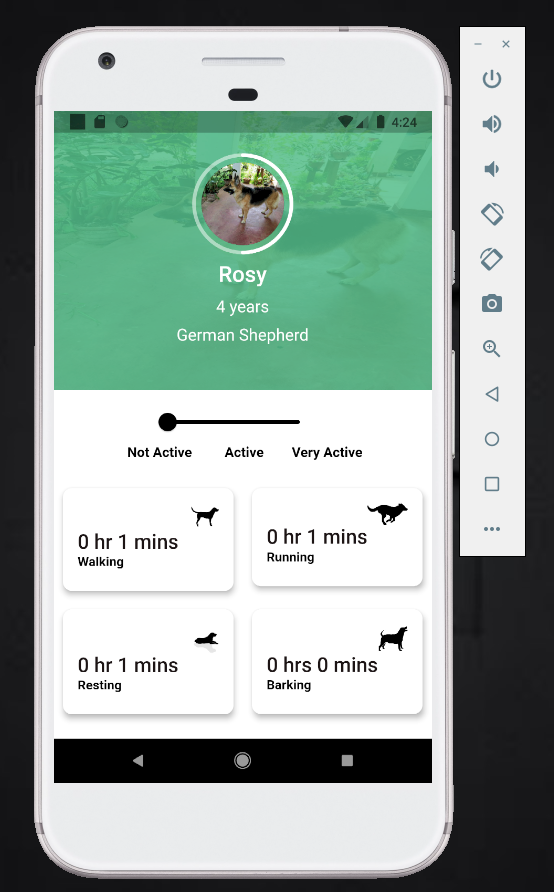 4:24
Rosy
4 years
German Shepherd
Not Active Active Very Active
0 hr 1 mins
Walking
0 hr 1 mins
Running
0 hr 1 mins
Resting
0 hrs 0 mins
Barking